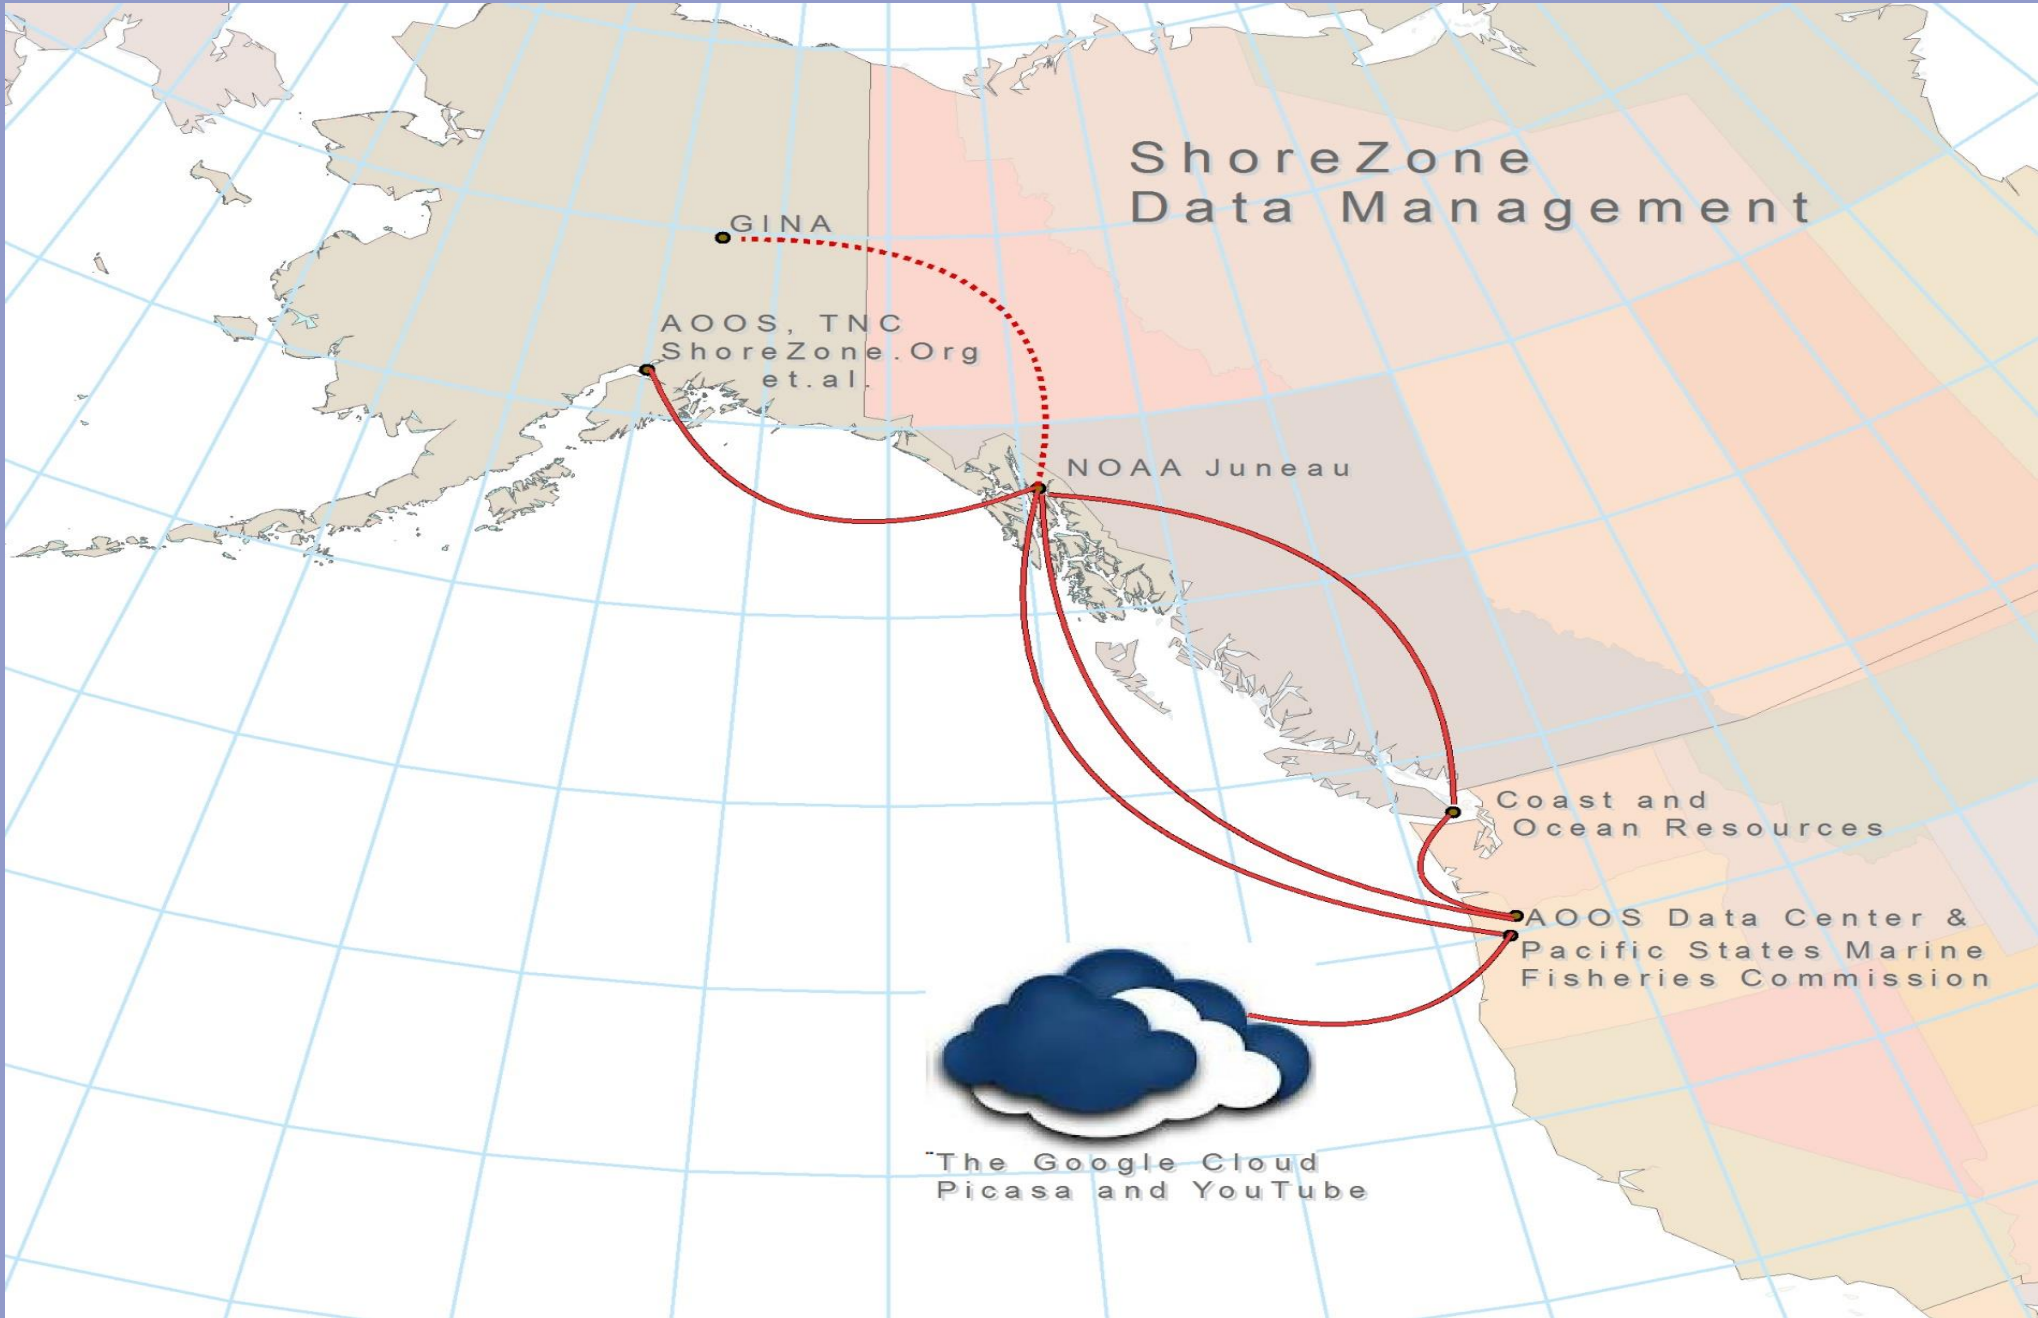 ShoreZone
Data Management
GINA
AOOS, TNC
ShoreZone.Org
et.al.
NOAA Juneau
Coast and
Ocean Resources
AOOS Data Center &
Pacific States Marine
Fisheries Commission
The Google Cloud
Picasa and YouTube